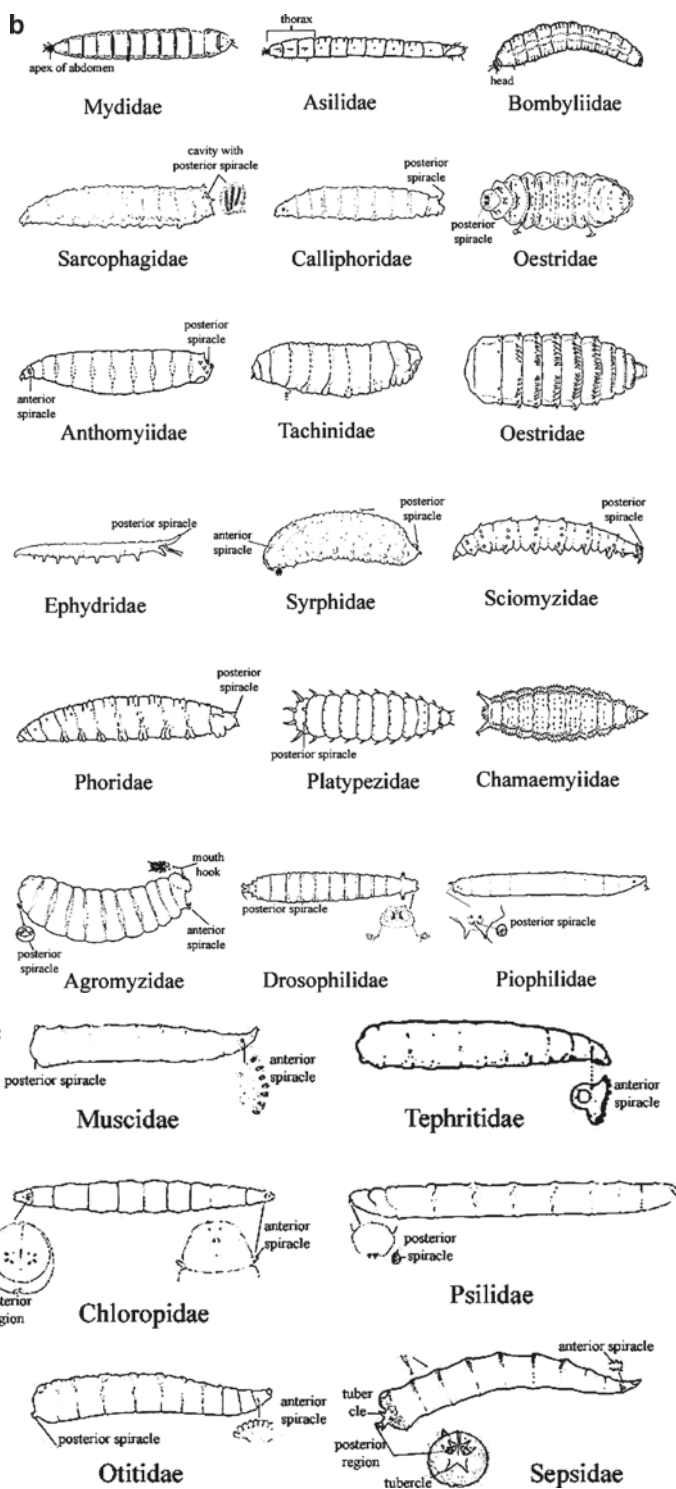 b
thorax
apex of abdomen
head
Mydidae
Asilidae
Bombyliidae
cavity with
posterior spiracle
posterior
spiracle
posterior
spiracle
Sarcophagidae
Calliphoridae
Oestridae
posterior
spiracle
anterior
spiracle
Anthomyiidae
Tachinidae
Oestridae
posterior spiracle
anterior
spiracle
posterior
spiracle
posterior
spiracle
Ephydridae
Syrphidae
Sciomyzidae
posterior
spiracle
posterior spiracle
Phoridae
Platypezidae
Chamaemyiidae
mouth
hook
posterior
spiracle
anterior
spiracle
posterior spiracle
posterior spiracle
Agromyzidae
Drosophilidae
Piophilidae
posterior spiracle
anterior
spiracle
anterior
spiracle
Muscidae
Tephritidae
anterior
spiracle
posterior
spiracle
sterior
gion
Chloropidae
Psilidae
anterior spiracle
anterior
spiracle
tuber
cle
posterior spiracle
posterior
region
tubercle
Otitidae
Sepsidae